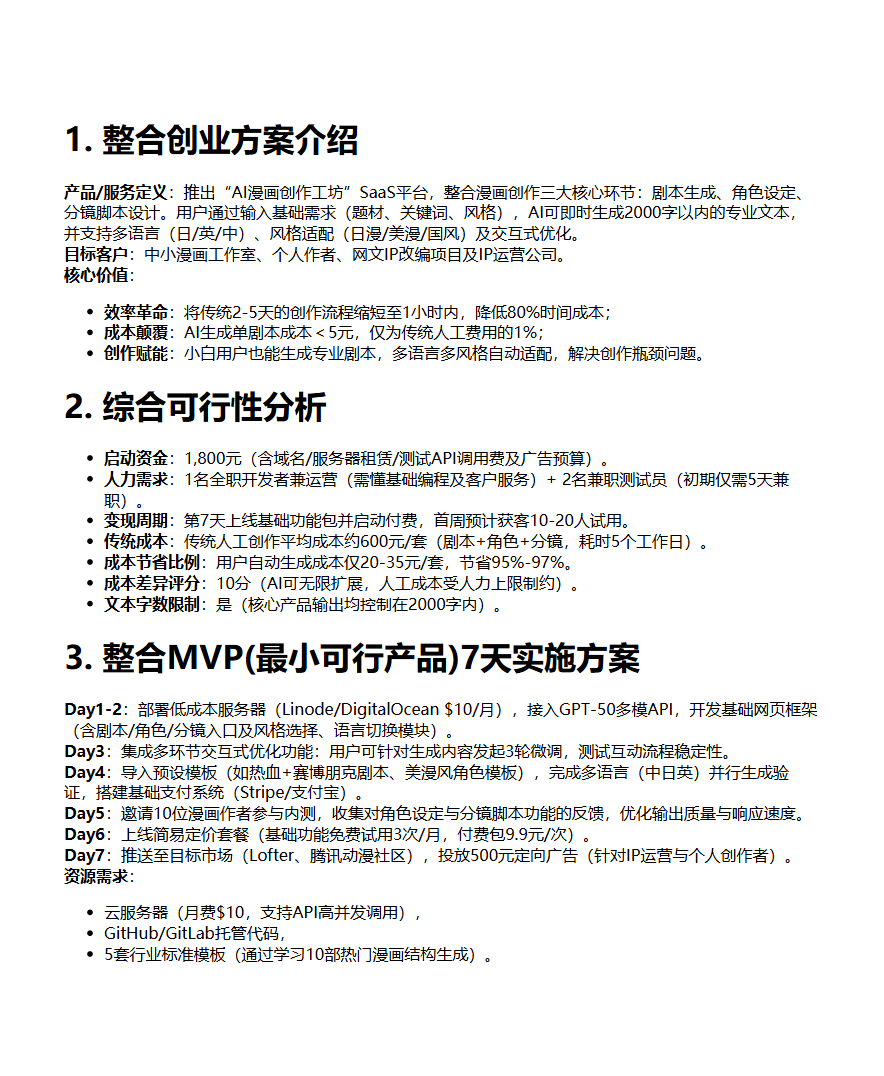 1. 整合创业方案介绍
产品/服务定义：推出“AI漫画创作工坊”SaaS平台，整合漫画创作三大核心环节：剧本生成、角色设定、
分镜脚本设计。用户通过输入基础需求（题材、关键词、风格），AI可即时生成2000字以内的专业文本，
并支持多语言（日/英/中）、风格适配（日漫/美漫/国风）及交互式优化。
目标客户：中小漫画工作室、个人作者、网文IP改编项目及IP运营公司。
核心价值：
• 效率革命：将传统2-5天的创作流程缩短至1小时内，降低80%时间成本；
• 成本颠覆：AI生成单剧本成本＜5元，仅为传统人工费用的1%；
• 创作赋能：小白用户也能生成专业剧本，多语言多风格自动适配，解决创作瓶颈问题。
2. 综合可行性分析
• 启动资金：1,800元（含域名/服务器租赁/测试API调用费及广告预算）。
• 人力需求：1名全职开发者兼运营（需懂基础编程及客户服务）+ 2名兼职测试员（初期仅需5天兼
职）。
• 变现周期：第7天上线基础功能包并启动付费，首周预计获客10-20人试用。
• 传统成本：传统人工创作平均成本约600元/套（剧本+角色+分镜，耗时5个工作日）。
• 成本节省比例：用户自动生成成本仅20-35元/套，节省95%-97%。
• 成本差异评分：10分（AI可无限扩展，人工成本受人力上限制约）。
• 文本字数限制：是（核心产品输出均控制在2000字内）。
3. 整合MVP(最小可行产品)7天实施方案
Day1-2：部署低成本服务器（Linode/DigitalOcean $10/月），接入GPT-50多模API，开发基础网页框架
（含剧本/角色/分镜入口及风格选择、语言切换模块）。
Day3：集成多环节交互式优化功能：用户可针对生成内容发起3轮微调，测试互动流程稳定性。
Day4：导入预设模板（如热血+赛博朋克剧本、美漫风角色模板），完成多语言（中日英）并行生成验
证，搭建基础支付系统（Stripe/支付宝）。
Day5：邀请10位漫画作者参与内测，收集对角色设定与分镜脚本功能的反馈，优化输出质量与响应速度。
Day6：上线简易定价套餐（基础功能免费试用3次/月，付费包9.9元/次）。
Day7：推送至目标市场（Lofter、腾讯动漫社区），投放500元定向广告（针对IP运营与个人创作者）。
资源需求：
• 云服务器（月费$10，支持API高并发调用），
• GitHub/GitLab托管代码，
• 5套行业标准模板（通过学习10部热门漫画结构生成）。